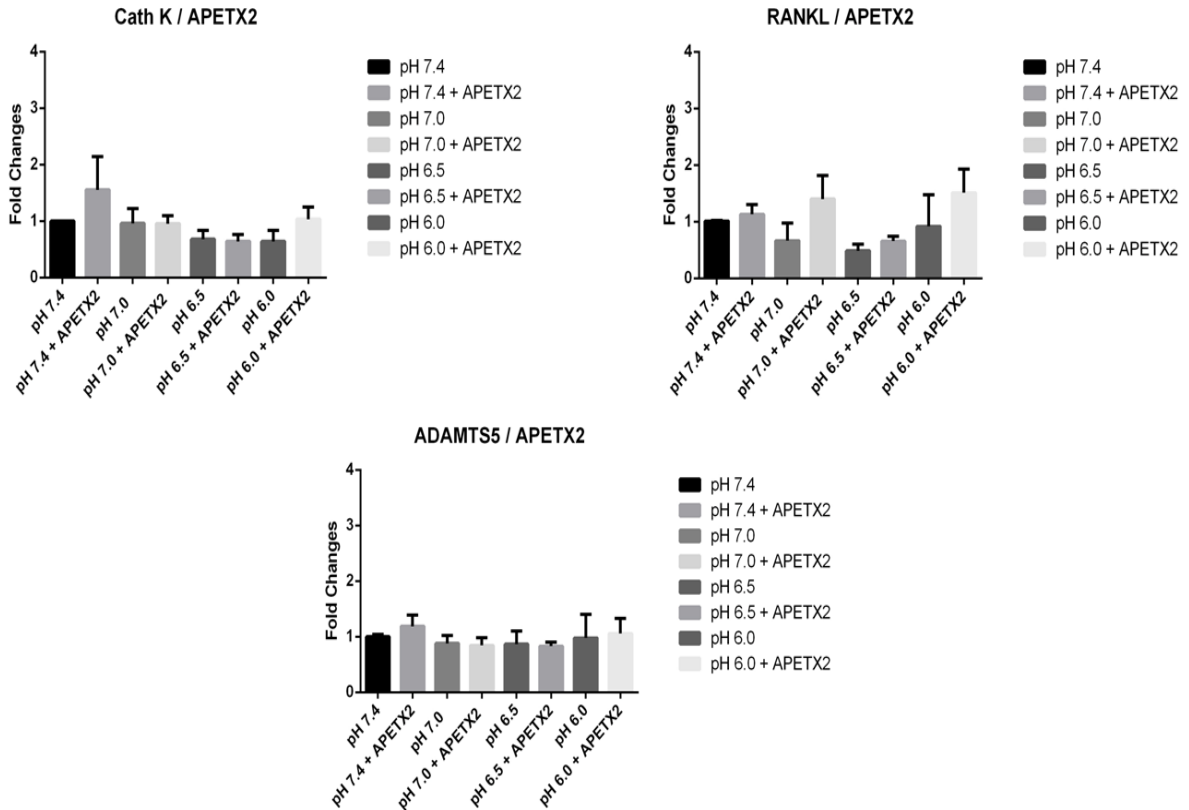 Cath K / APETX2
Fold Changes
4
3
2
1
0
pH 7.4
pH 7.4 + APETX2
pH 7.0
pH 7.0 + APETX2
pH 6.5
pH 6.5 + APETX2
pH 6.0
pH 6.0 + APETX2
pH 7.4
pH 7.4 + APETX2
pH 7.0
pH 7.0 + APETX2
pH 6.5
pH 6.5 + APETX2
pH 6.0
pH 6.0 + APETX2
RANKL / APETX2
Fold Changes
4
3
2
1
0
pH 7.4
pH 7.4 + APETX2
pH 7.0
pH 7.0 + APETX2
pH 6.5
pH 6.5 + APETX2
pH 6.0
pH 6.0 + APETX2
pH 7.4
pH 7.4 + APETX2
pH 7.0
pH 7.0 + APETX2
pH 6.5
pH 6.5 + APETX2
pH 6.0
pH 6.0 + APETX2
ADAMTS5 / APETX2
Fold Changes
4
3
2
1
0
pH 7.4
pH 7.4 + APETX2
pH 7.0
pH 7.0 + APETX2
pH 6.5
pH 6.5 + APETX2
pH 6.0
pH 6.0 + APETX2
pH 7.4
pH 7.4 + APETX2
pH 7.0
pH 7.0 + APETX2
pH 6.5
pH 6.5 + APETX2
pH 6.0
pH 6.0 + APETX2